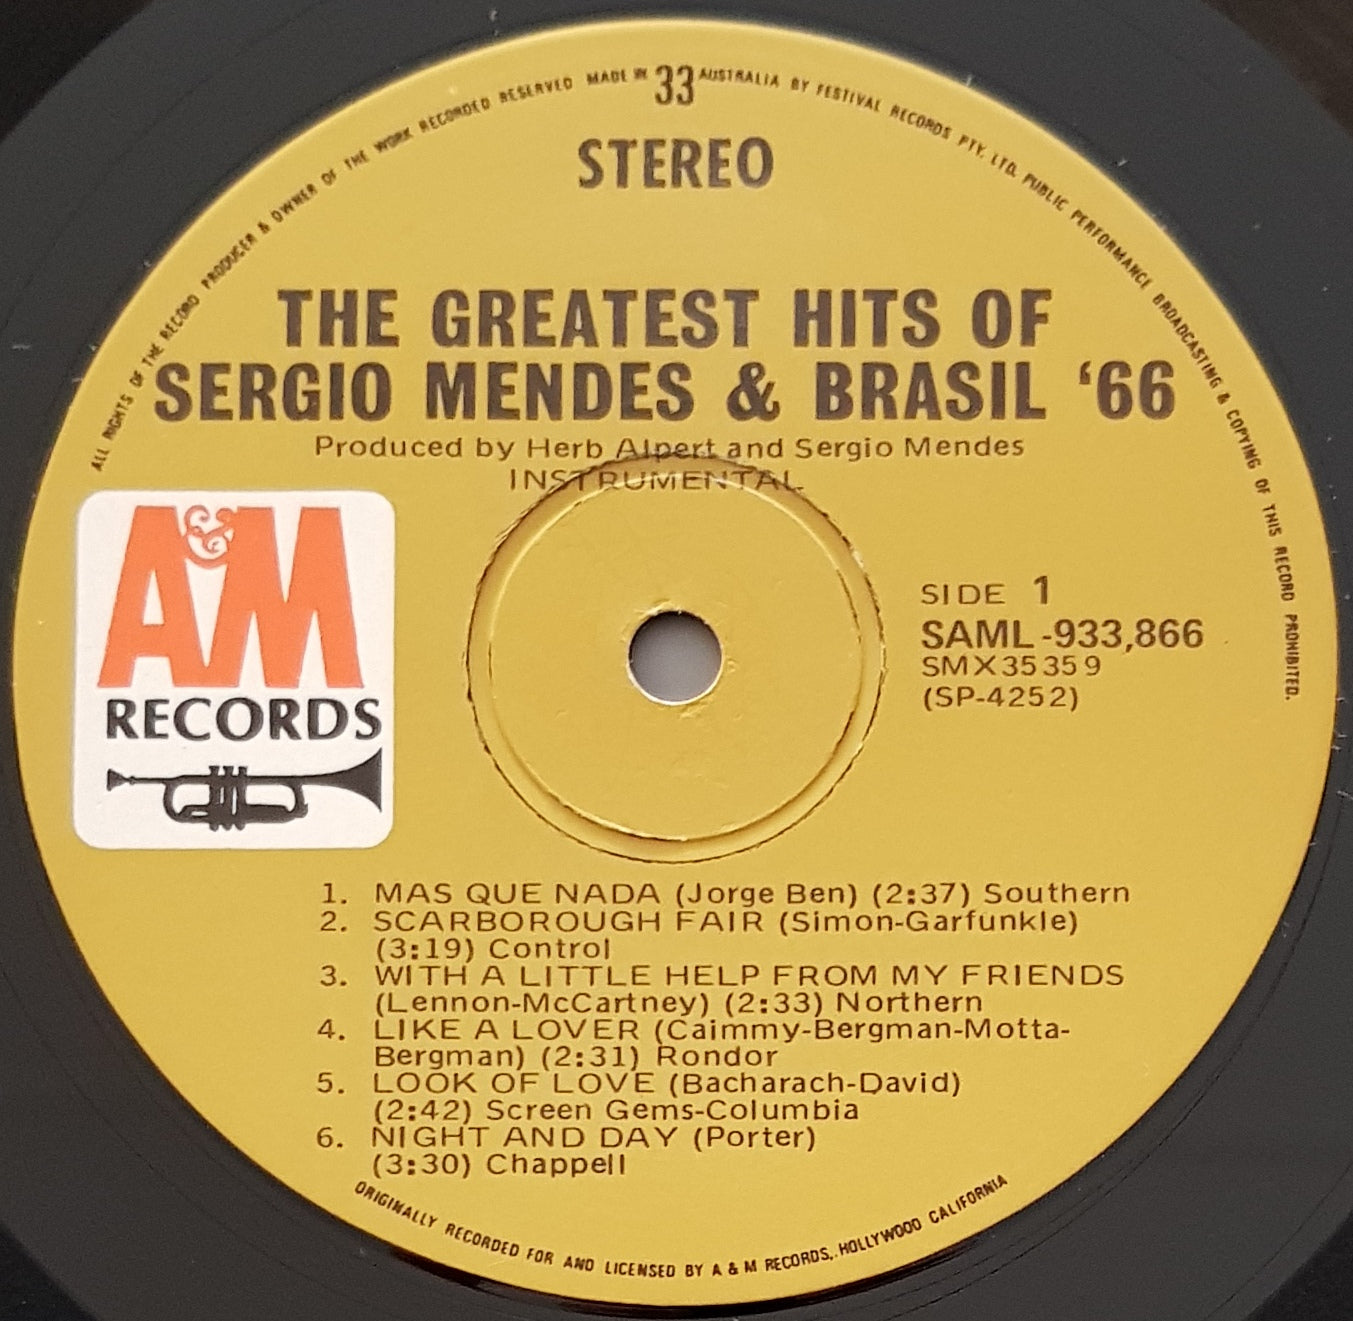 ALL RIGHTS OF THE RECORD PRODUCER & OWNER OF THE WORK RECORDED RESERVED MADE IN AUSTRALIA BY FESTIVAL RECORDS PTY. LTD. PUBLIC PERFORMANCE BROADCASTING & COPYING OF THIS RECORD PROHIBITED.
33
STEREO
THE GREATEST HITS OF
SERGIO MENDES & BRASIL ‘66
Produced by Herb Alpert and Sergio Mendes
INSTRUMENTAL
A&M
RECORDS
SIDE 1
SAML-933,866
SMX35359
(SP-4252)
1. MAS QUE NADA (Jorge Ben) (2:37) Southern
2. SCARBOROUGH FAIR (Simon-Garfunkle)
(3:19) Control
3. WITH A LITTLE HELP FROM MY FRIENDS
(Lennon-McCartney) (2:33) Northern
4. LIKE A LOVER (Caimmy-Bergman-Motta-
Bergman) (2:31) Rondor
5. LOOK OF LOVE (Bacharach-David)
(2:42) Screen Gems-Columbia
6. NIGHT AND DAY (Porter)
(3:30) Chappell
ORIGINALLY RECORDED FOR AND LICENSED BY A & M RECORDS, HOLLYWOOD CALIFORNIA